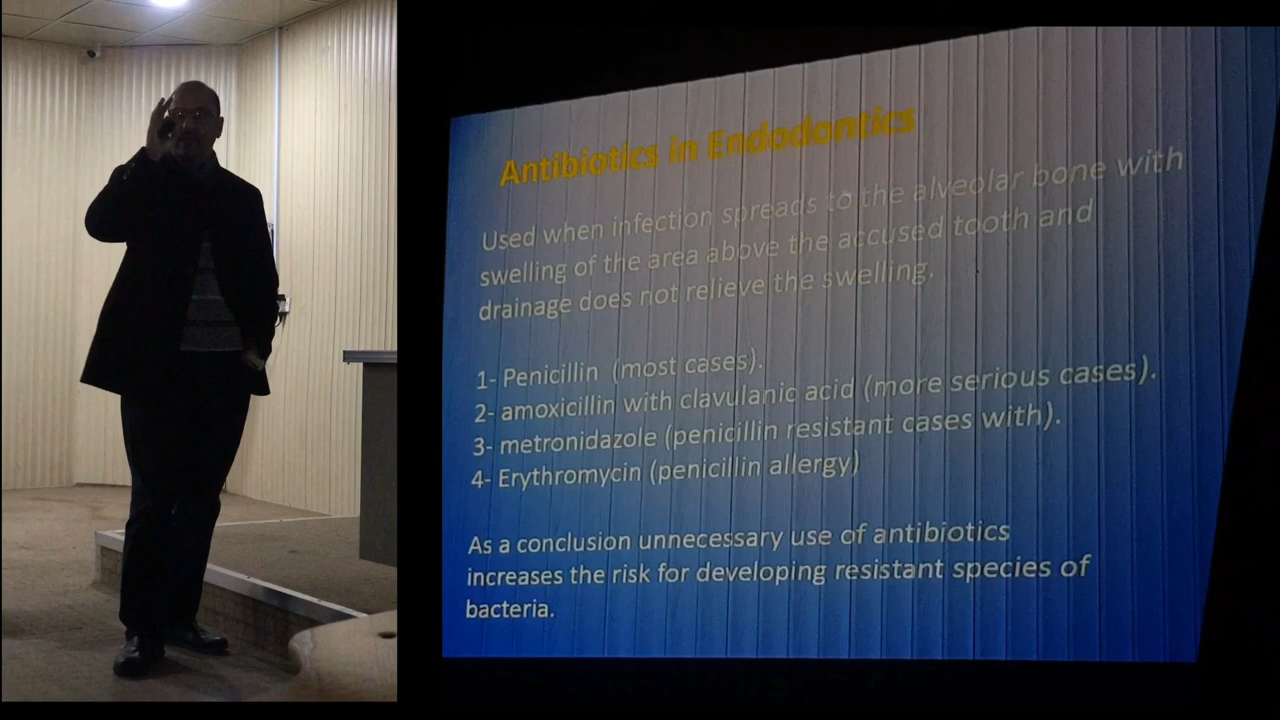 Antibiotics in Endodontics
Used when infection spreads to the alveolar bone with
swelling of the area above the accused tooth and
drainage does not relieve the swelling.
1- Penicillin (most cases).
2- amoxicillin with clavulanic acid (more serious cases).
3- metronidazole (penicillin resistant cases with).
4- Erythromycin (penicillin allergy)
As a conclusion unnecessary use of antibiotics
increases the risk for developing resistant species of
bacteria.